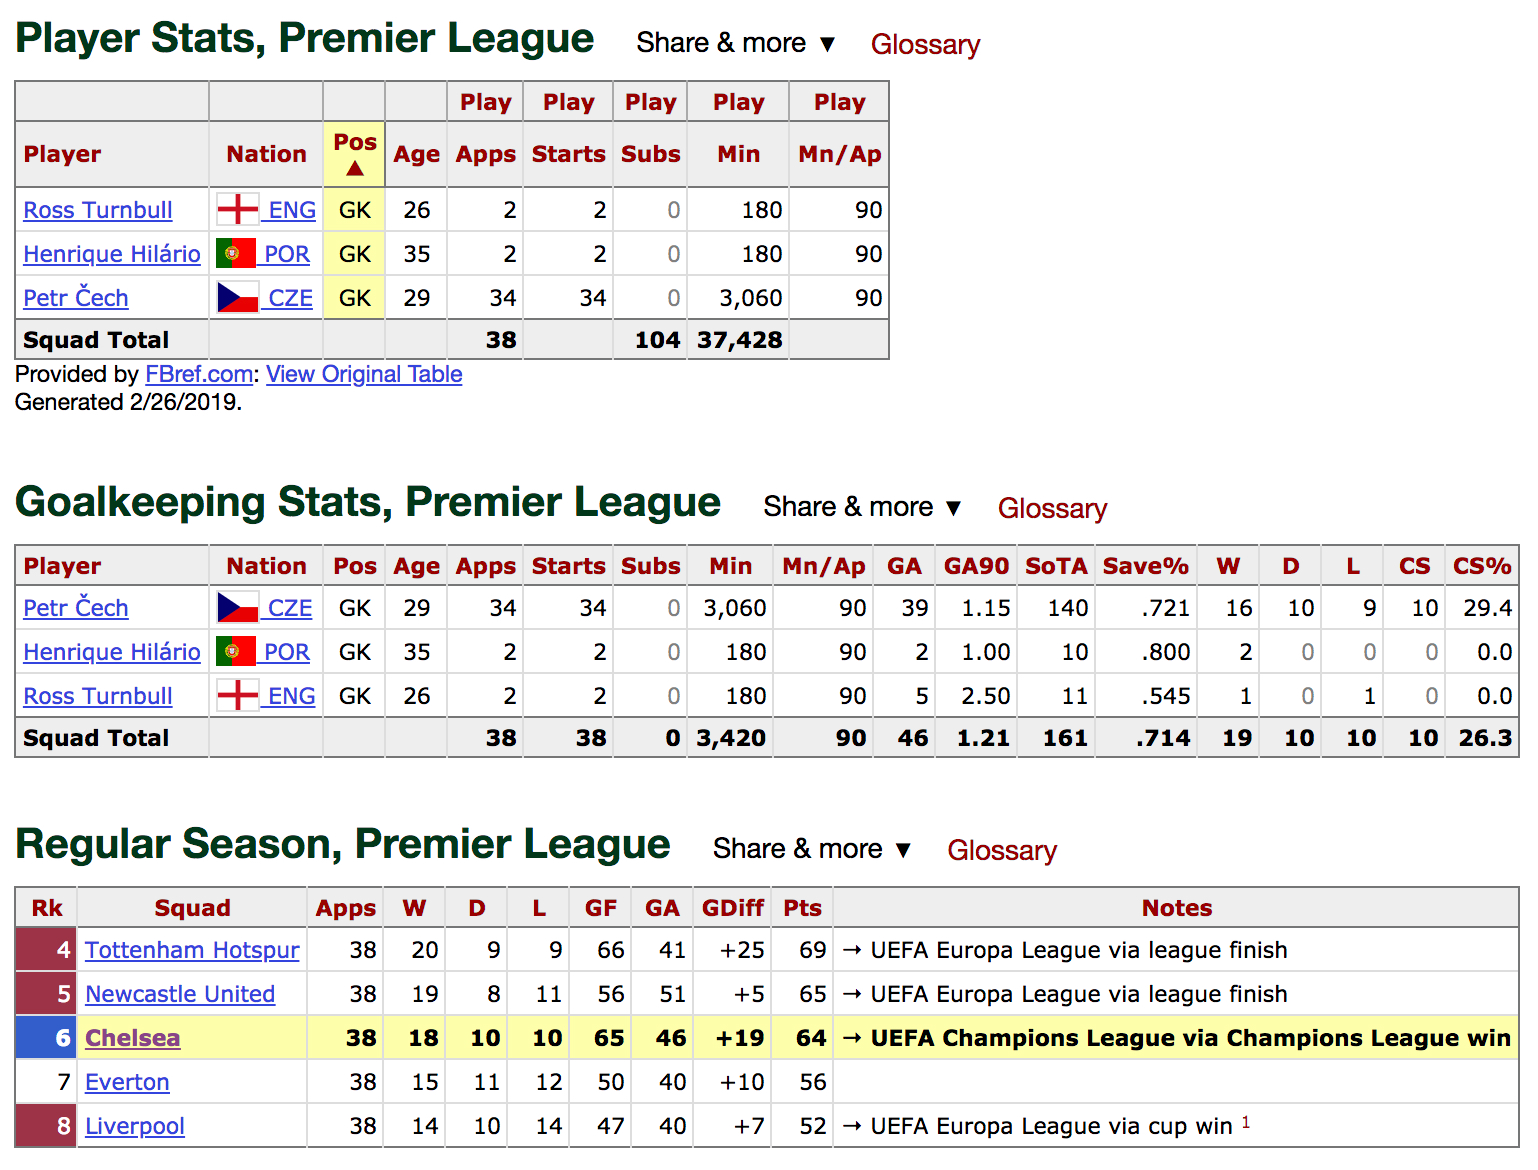 Player Stats, Premier League Share & more ▼ Glossary
Play Play Play Play Play
Player Nation Pos ▲ Age Apps Starts Subs Min Mn/Ap
Ross Turnbull ENG GK 26 2 2 0 180 90
Henrique Hilário POR GK 35 2 2 0 180 90
Petr Čech CZE GK 29 34 34 0 3,060 90
Squad Total 38 104 37,428
Provided by FBref.com: View Original Table
Generated 2/26/2019.
Goalkeeping Stats, Premier League Share & more ▼ Glossary
Player Nation Pos Age Apps Starts Subs Min Mn/Ap GA GA90 SoTA Save% W D L CS CS%
Petr Čech CZE GK 29 34 34 0 3,060 90 39 1.15 140 .721 16 10 9 10 29.4
Henrique Hilário POR GK 35 2 2 0 180 90 2 1.00 10 .800 2 0 0 0 0.0
Ross Turnbull ENG GK 26 2 2 0 180 90 5 2.50 11 .545 1 0 1 0 0.0
Squad Total 38 38 0 3,420 90 46 1.21 161 .714 19 10 10 10 26.3
Regular Season, Premier League Share & more ▼ Glossary
Rk Squad Apps W D L GF GA GDiff Pts Notes
4 Tottenham Hotspur 38 20 9 9 66 41 +25 69 → UEFA Europa League via league finish
5 Newcastle United 38 19 8 11 56 51 +5 65 → UEFA Europa League via league finish
6 Chelsea 38 18 10 10 65 46 +19 64 → UEFA Champions League via Champions League win
7 Everton 38 15 11 12 50 40 +10 56
8 Liverpool 38 14 10 14 47 40 +7 52 → UEFA Europa League via cup win 1